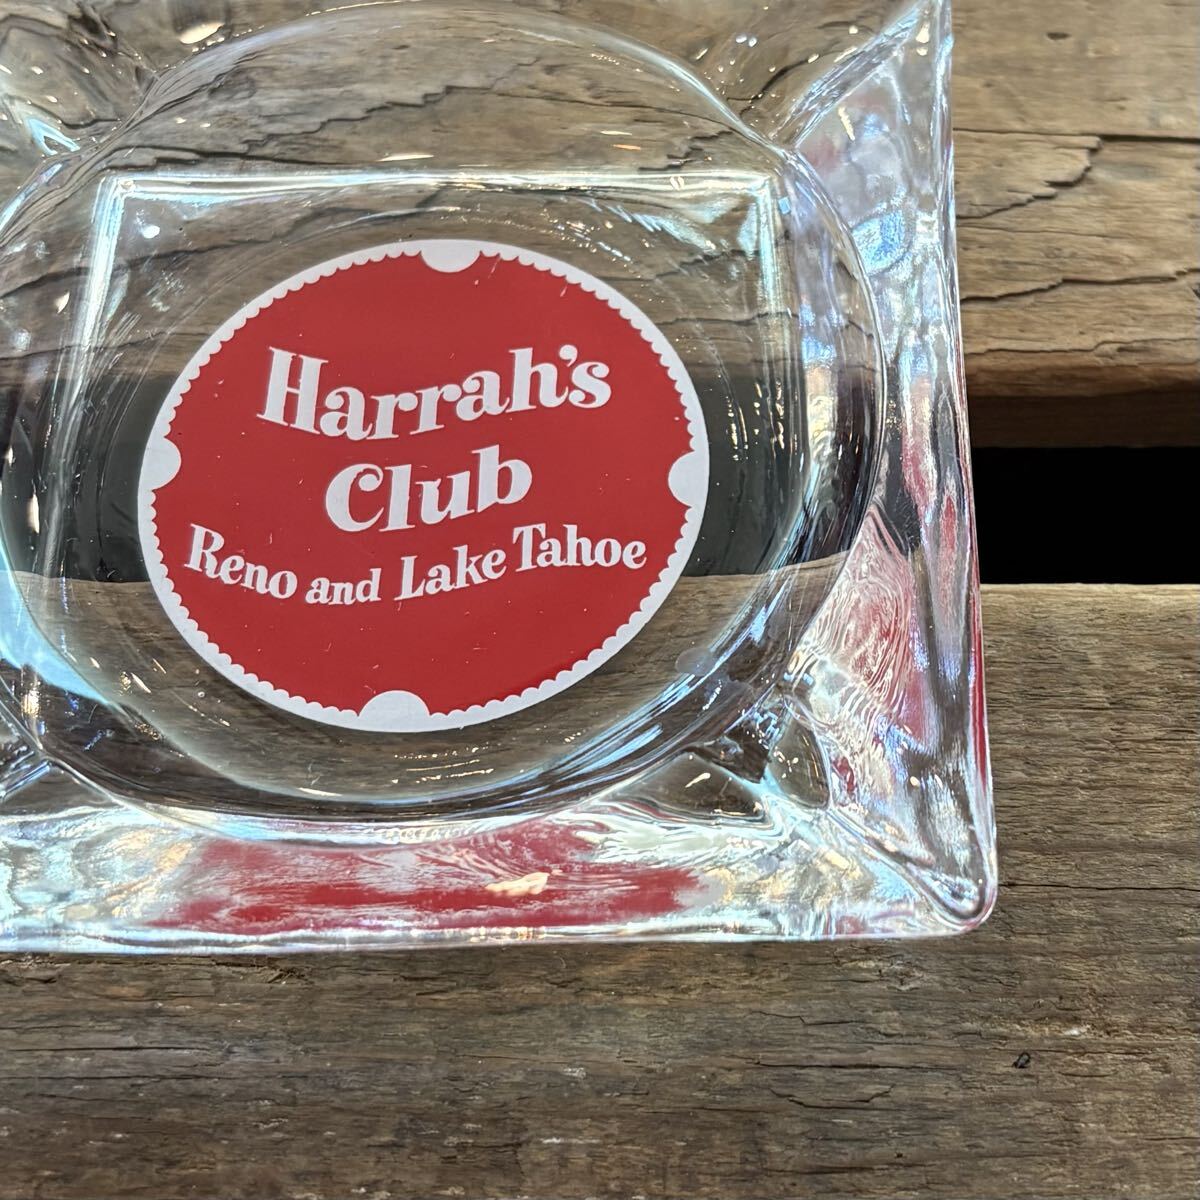 Harrah's
Club
Reno and Lake Tahoe